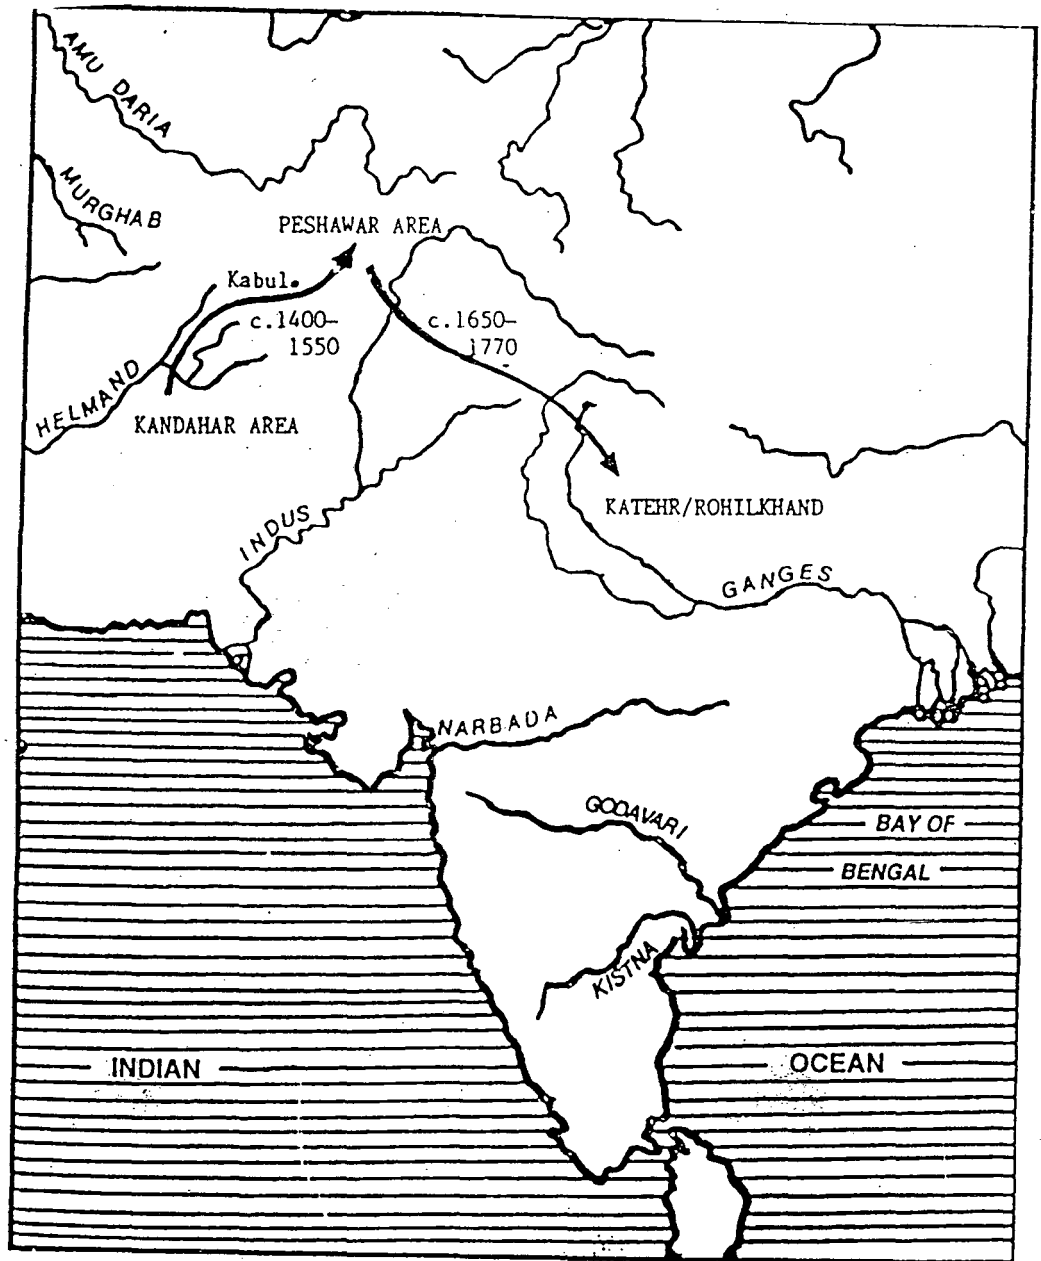 AMU DARIA
MURGHAB
PESHAWAR AREA
Kabul.
c.1400-
1550
c.1650-
1770
HELMAND
KANDAHAR AREA
KATEHR/ROHILKHAND
INDUS
GANGES
NARBADA
GODAVARI
BAY OF
BENGAL
KISTNA
INDIAN
OCEAN